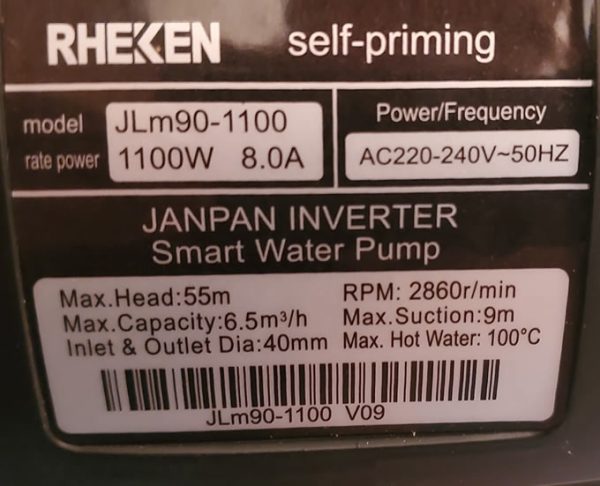 RHEKEN self-priming
model JLm90-1100
rate power 1100W 8.0A
Power/Frequency
AC220-240V~50HZ
JANPAN INVERTER
Smart Water Pump
Max.Head:55m RPM: 2860r/min
Max.Capacity:6.5m³/h Max.Suction:9m
Inlet & Outlet Dia:40mm Max. Hot Water: 100°C
JLm90-1100 V09